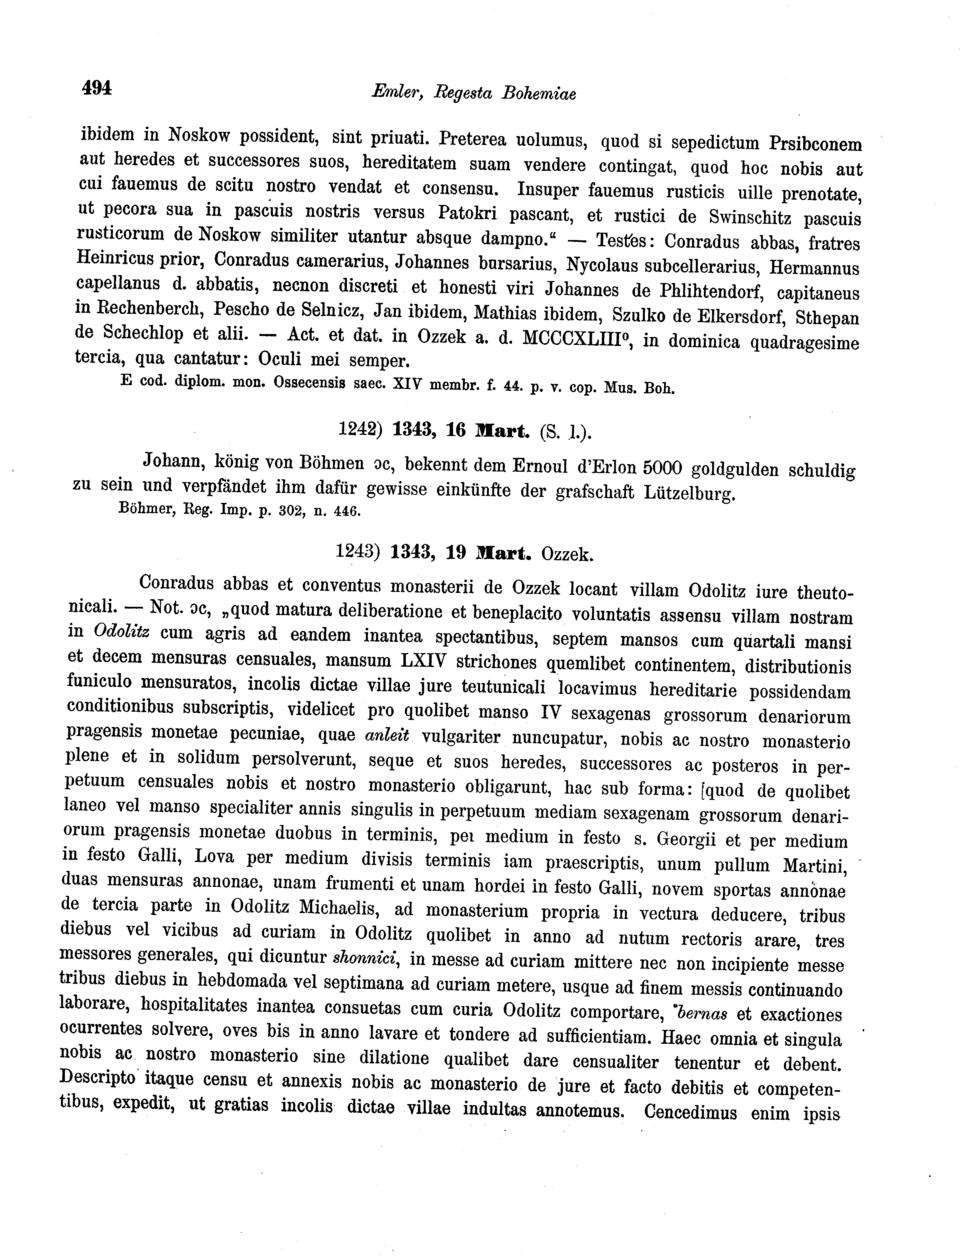 494
Emler, Regesta Bohemiae
ibidem in Noskow possident, sint priuati. Preterea uolumus, quod si sepedictum Prsibconem
aut heredes et successores suos, hereditatem suam vendere contingat, quod hoc nobis aut
cui fauemus de scitu nostro vendat et consensu. Insuper fauemus rusticis uille prenotate,
ut pecora sua in pascuis nostris versus Patokri pascant, et rustici de Swinschitz pascuis
rusticorum de Noskow similiter utantur absque dampno.“ — Testes: Conradus abbas, fratres
Heinricus prior, Conradus camerarius, Johannes bursarius, Nycolaus subcellerarius, Hermannus
capellanus d. abbatis, necnon discreti et honesti viri Johannes de Phlihtendorf, capitaneus
in Rechenberch, Pescho de Selnicz, Jan ibidem, Mathias ibidem, Szulko de Elkersdorf, Sthepan
de Schechlop et alii. — Act. et dat. in Ozzek a. d. MCCCXLIIIº, in dominica quadragesime
tercia, qua cantatur: Oculi mei semper.
E cod. diplom. mon. Ossecensis saec. XIV membr. f. 44. p. v. cop. Mus. Boh.
1242) 1343, 16 Mart. (S. l.).
Johann, könig von Böhmen ꝛc, bekennt dem Ernoul d'Erlon 5000 goldgulden schuldig
zu sein und verpfändet ihm dafür gewisse einkünfte der grafschaft Lützelburg.
Böhmer, Reg. Imp. p. 302, n. 446.
1243) 1343, 19 Mart. Ozzek.
Conradus abbas et conventus monasterii de Ozzek locant villam Odolitz iure theuto-
nicali. — Not. ꝛc, „quod matura deliberatione et beneplacito voluntatis assensu villam nostram
in Odolitz cum agris ad eandem inantea spectantibus, septem mansos cum quartali mansi
et decem mensuras censuales, mansum LXIV strichones quemlibet continentem, distributionis
funiculo mensuratos, incolis dictae villae jure teutunicali locavimus hereditarie possidendam
conditionibus subscriptis, videlicet pro quolibet manso IV sexagenas grossorum denariorum
pragensis monetae pecuniae, quae anleit vulgariter nuncupatur, nobis ac nostro monasterio
plene et in solidum persolverunt, seque et suos heredes, successores ac posteros in per-
petuum censuales nobis et nostro monasterio obligarunt, hac sub forma: [quod de quolibet
laneo vel manso specialiter annis singulis in perpetuum mediam sexagenam grossorum denari-
orum pragensis monetae duobus in terminis, per medium in festo s. Georgii et per medium
in festo Galli, Lova per medium divisis terminis iam praescriptis, unum pullum Martini,
duas mensuras annonae, unam frumenti et unam hordei in festo Galli, novem sportas annonae
de tercia parte in Odolitz Michaelis, ad monasterium propria in vectura deducere, tribus
diebus vel vicibus ad curiam in Odolitz quolibet in anno ad nutum rectoris arare, tres
messores generales, qui dicuntur shonnici, in messe ad curiam mittere nec non incipiente messe
tribus diebus in hebdomada vel septimana ad curiam metere, usque ad finem messis continuando
laborare, hospitalitates inantea consuetas cum curia Odolitz comportare, bernas et exactiones
ocurrentes solvere, oves bis in anno lavare et tondere ad sufficientiam. Haec omnia et singula
nobis ac nostro monasterio sine dilatione qualibet dare censualiter tenentur et debent.
Descripto itaque censu et annexis nobis ac monasterio de jure et facto debitis et competen-
tibus, expedit, ut gratias incolis dictae villae indultas annotemus. Cencedimus enim ipsis